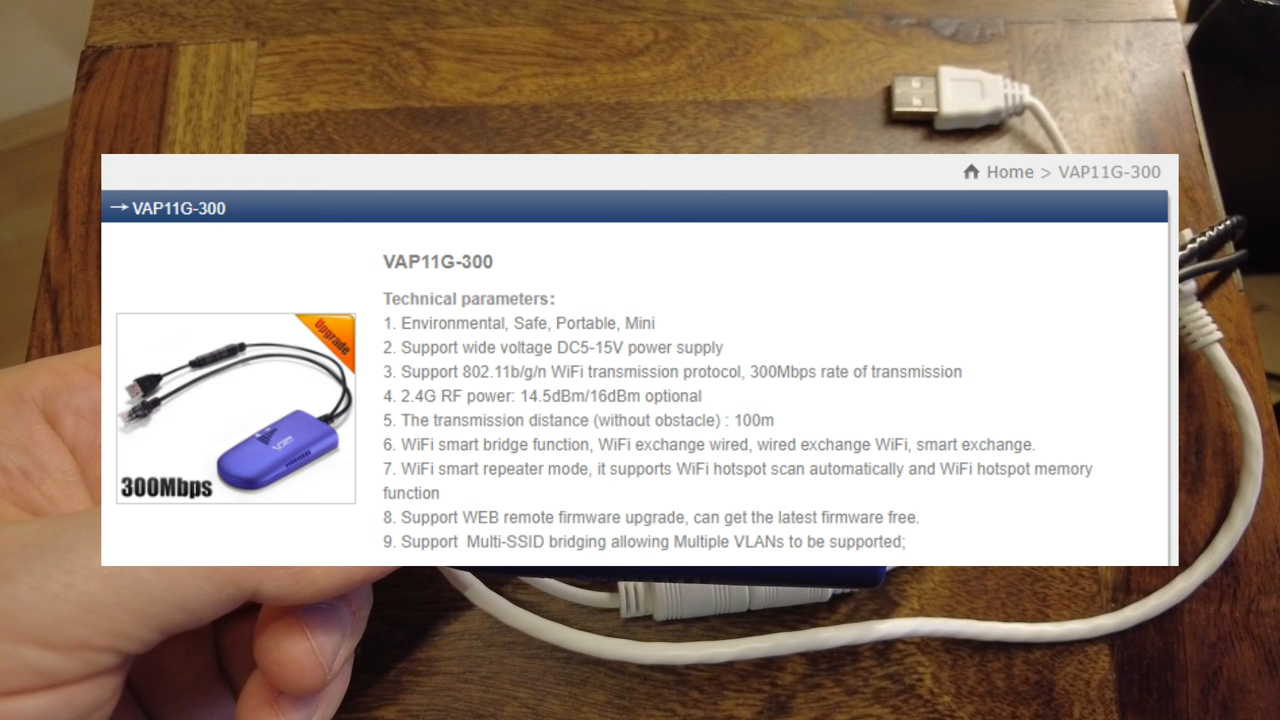 Home > VAP11G-300
→ VAP11G-300
VAP11G-300
Technical parameters:
1. Environmental, Safe, Portable, Mini
2. Support wide voltage DC5-15V power supply
3. Support 802.11b/g/n WiFi transmission protocol, 300Mbps rate of transmission
4. 2.4G RF power: 14.5dBm/16dBm optional
5. The transmission distance (without obstacle) : 100m
6. WiFi smart bridge function, WiFi exchange wired, wired exchange WiFi, smart exchange.
7. WiFi smart repeater mode, it supports WiFi hotspot scan automatically and WiFi hotspot memory
function
8. Support WEB remote firmware upgrade, can get the latest firmware free.
9. Support  Multi-SSID bridging allowing Multiple VLANs to be supported;
Upgrade
300Mbps